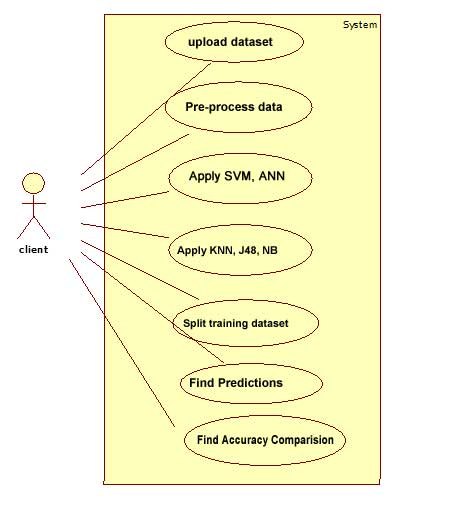 System
upload dataset
Pre-process data
Apply SVM, ANN
client
Apply KNN, J48, NB
Split training dataset
Find Predictions
Find Accuracy Comparision